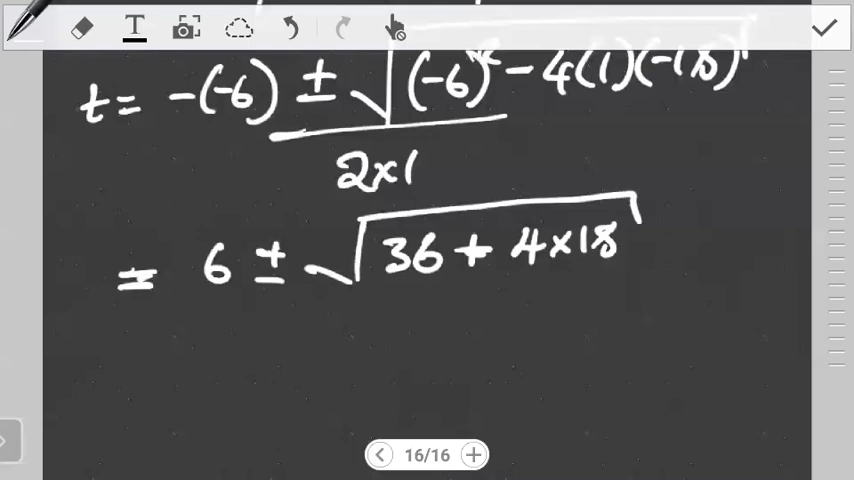 T
t = -(-6) ± √(-6)² - 4(1)(-18)
2×1
= 6 ± √36 + 4×18
16/16